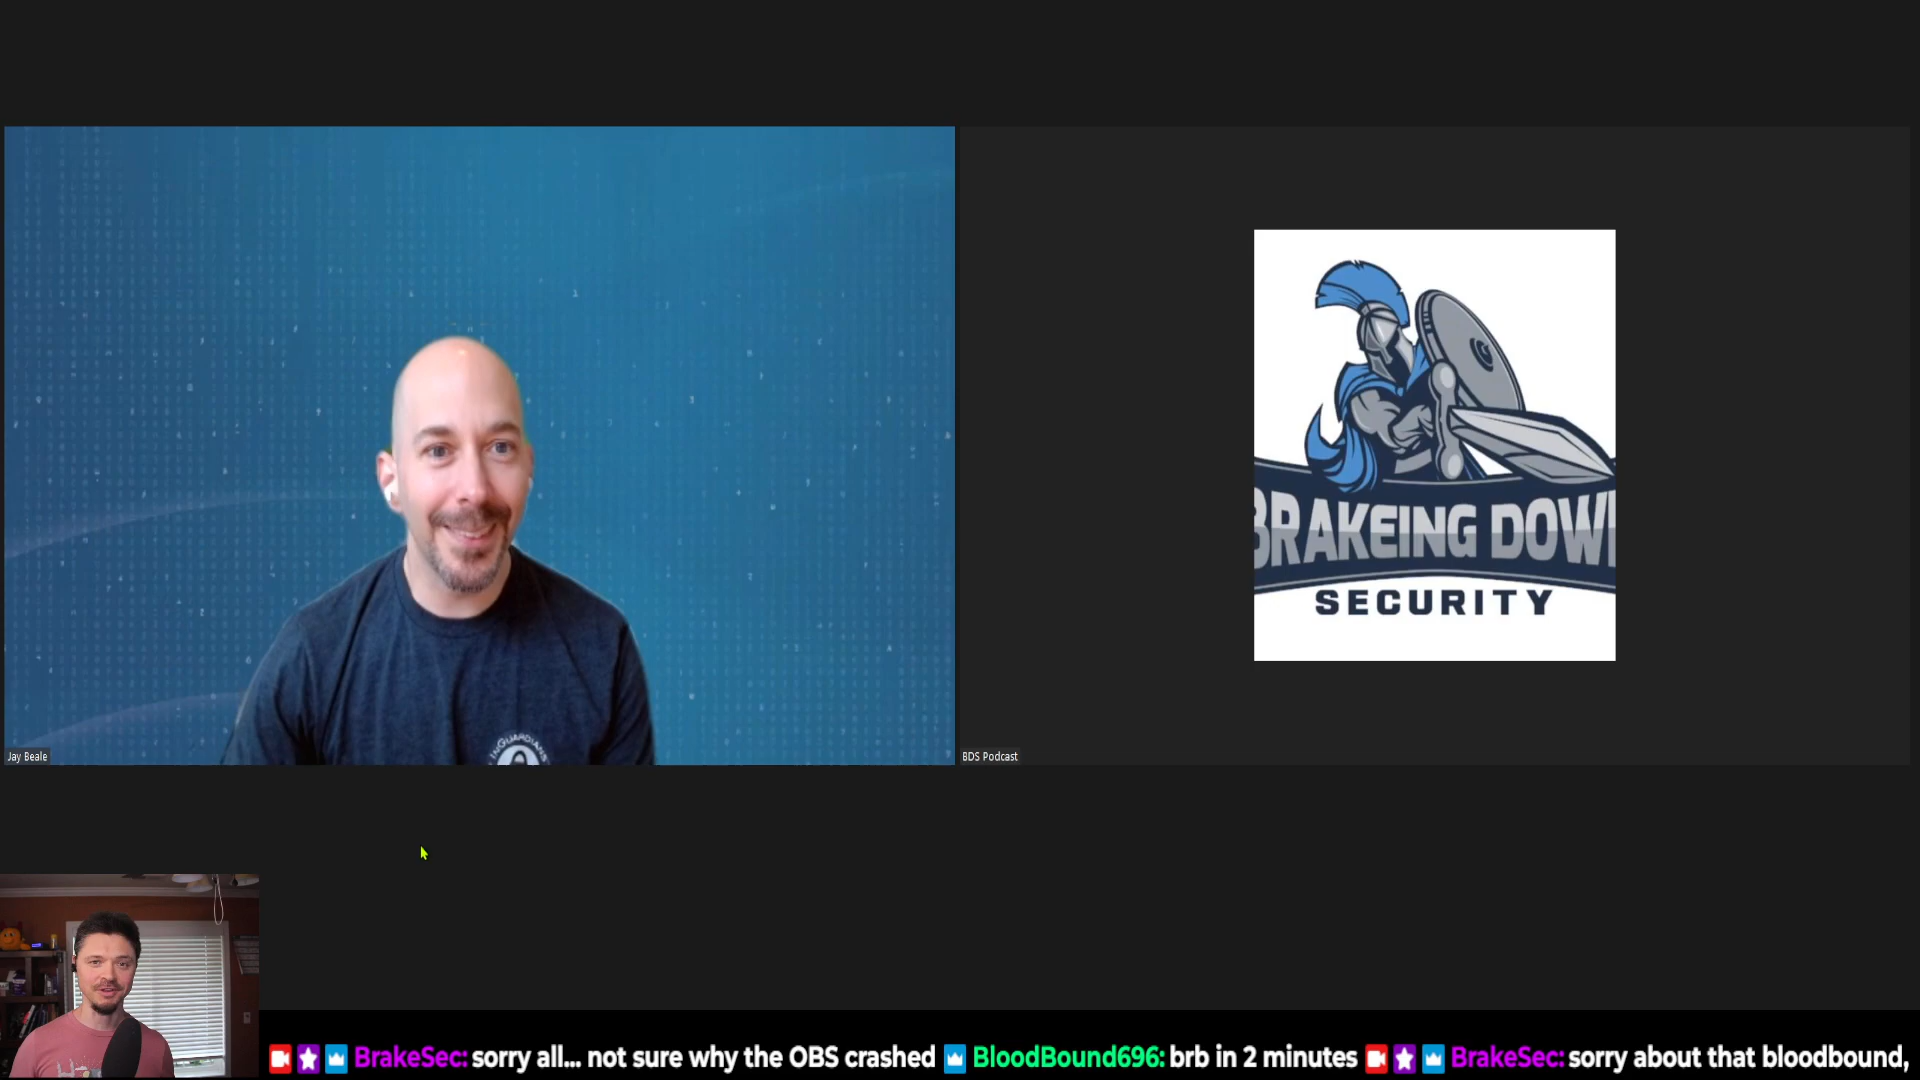 INGUARDIANS
BRAKEING DOW
SECURITY
Jay Beale
BDS Podcast
BrakeSec: sorry all... not sure why the OBS crashed BloodBound696: brb in 2 minutes BrakeSec: sorry about that bloodbound,